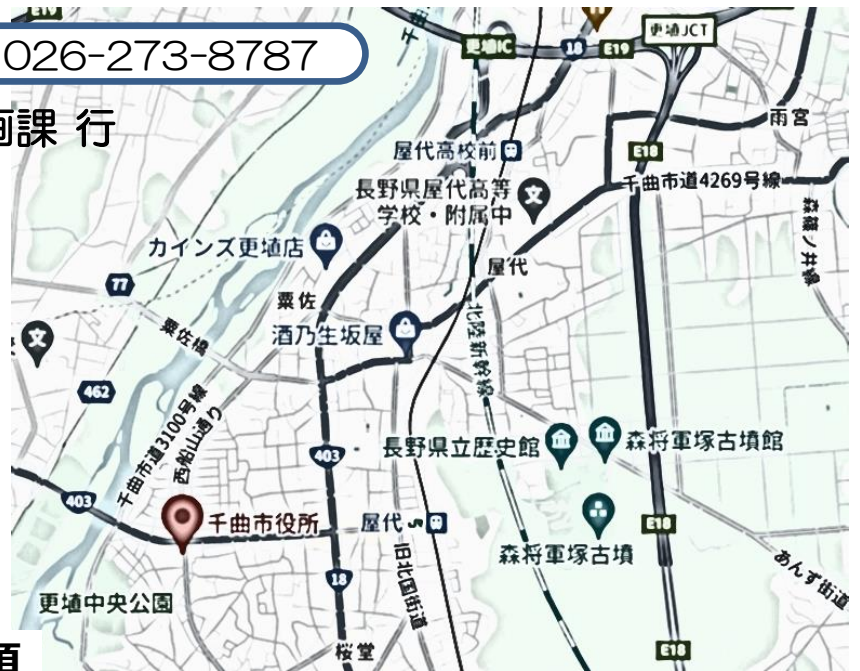 E19
026-273-8787
画課 行
更埴IC
18
E19
更埴JCT
雨宮
屋代高校前
E18
千曲市道4269号線
長野県屋代高等
学校・附属中
森篠ノ井線
カインズ更埴店
屋代
77
粟佐
北陸新幹線
酒乃生坂屋
粟佐橋
462
千曲市道3100号線
西船山通り
403
長野県立歴史館
森将軍塚古墳館
403
千曲市役所
屋代
E18
森将軍塚古墳
旧北国街道
あんず街道
18
更埴中央公園
桜堂
E18